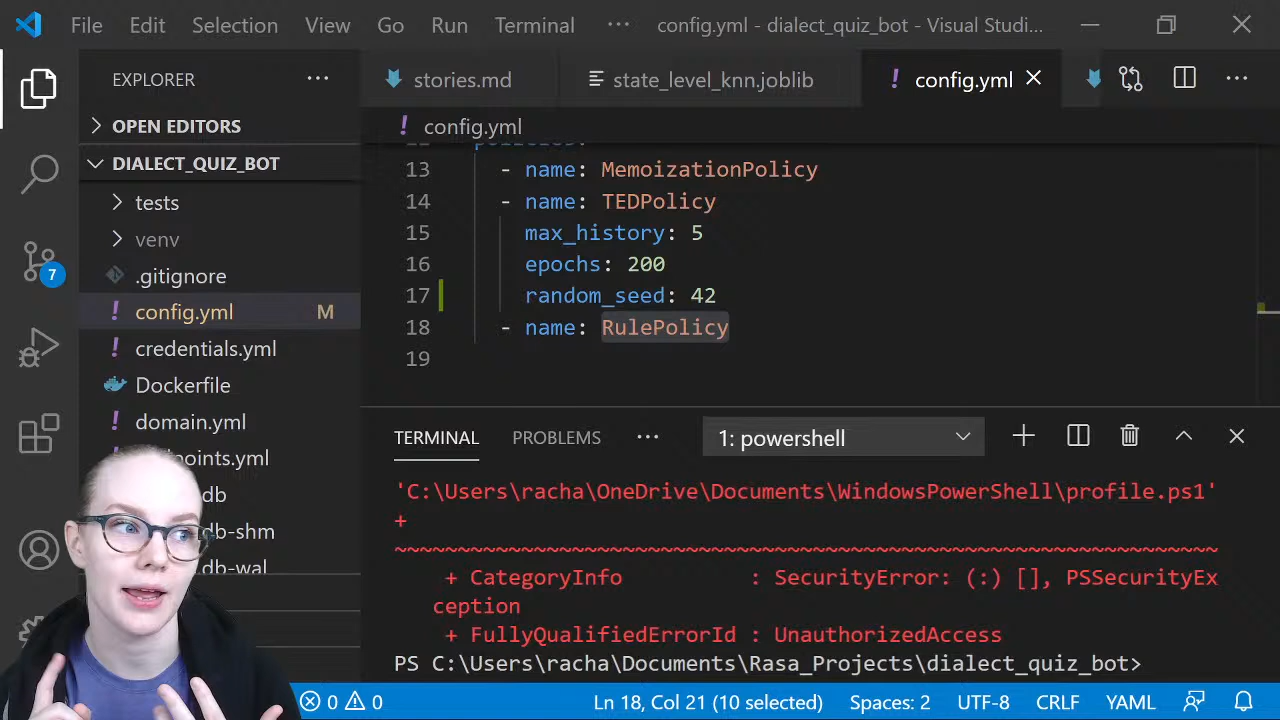 File Edit Selection View Go Run Terminal ··· config.yml - dialect_quiz_bot - Visual Studi...
EXPLORER ···
stories.md state_level_knn.joblib ! config.yml
OPEN EDITORS
! config.yml
DIALECT_QUIZ_BOT
tests
venv
.gitignore
! config.yml M
! credentials.yml
Dockerfile
! domain.yml
points.yml
db
db-shm
db-wal
7
13 - name: MemoizationPolicy
14 - name: TEDPolicy
15 max_history: 5
16 epochs: 200
17 random_seed: 42
18 - name: RulePolicy
19
TERMINAL PROBLEMS ··· 1: powershell
'C:\Users\racha\OneDrive\Documents\WindowsPowerShell\profile.ps1'
+
~~~~~~~~~~~~~~~~~~~~~~~~~~~~~~~~~~~~~~~~~~~~~~~~~~~~~~~~~~~~~~~~~
+ CategoryInfo : SecurityError: (:) [], PSSecurityEx
ception
+ FullyQualifiedErrorId : UnauthorizedAccess
PS C:\Users\racha\Documents\Rasa_Projects\dialect_quiz_bot>
0 0 Ln 18, Col 21 (10 selected) Spaces: 2 UTF-8 CRLF YAML